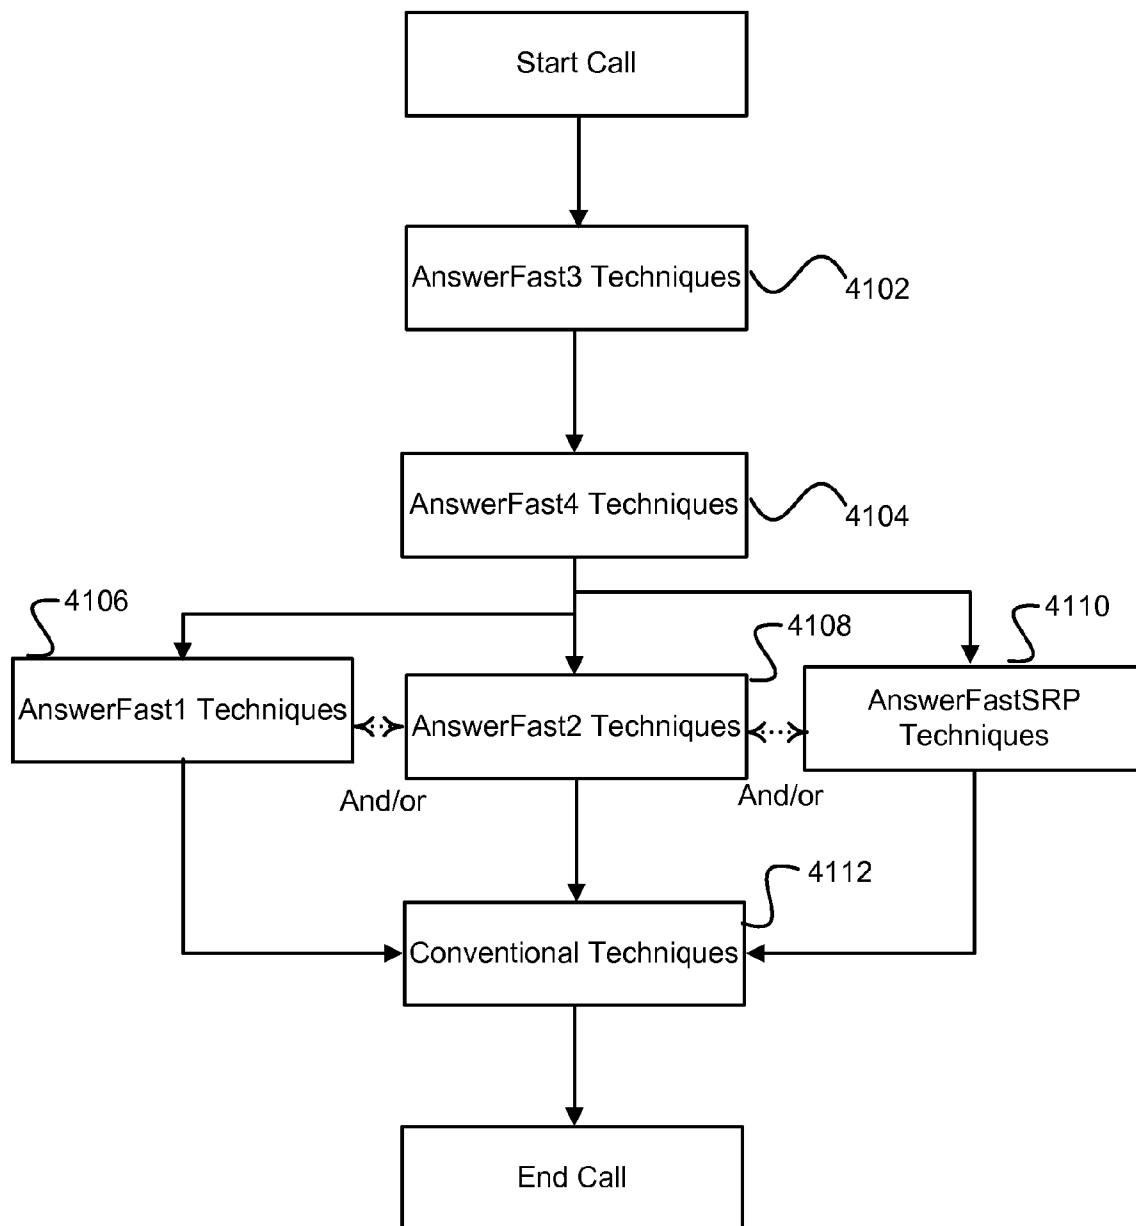 Start Call
AnswerFast3 Techniques
4102
AnswerFast4 Techniques
4104
4106
4108
4110
AnswerFast1 Techniques
AnswerFast2 Techniques
AnswerFastSRP
Techniques
And/or
And/or
4112
Conventional Techniques
End Call